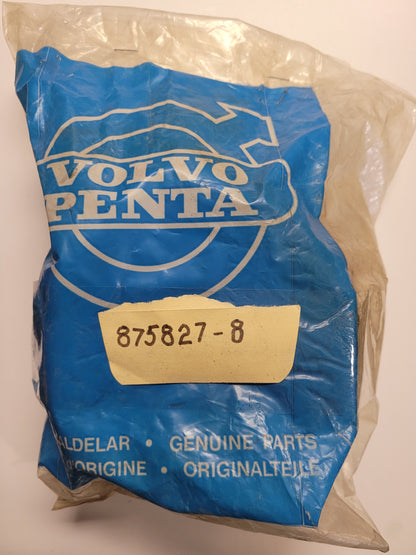 VOLVO
PENTA
875827-8
ALDELAR · GENUINE PARTS
D'ORIGINE · ORIGINALTEILE